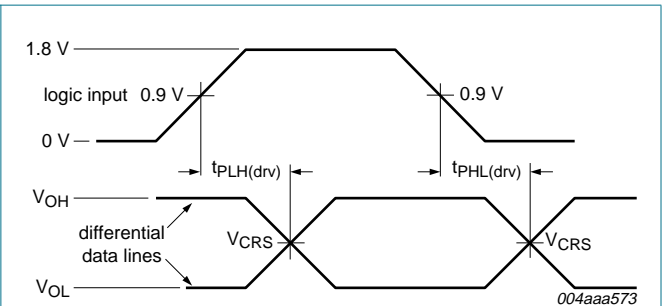 1.8 V
logic input 0.9 V
0.9 V
0 V
tPLH(drv)
tPHL(drv)
VOH
differential
data lines
VCRS
VCRS
VOL
004aaa573